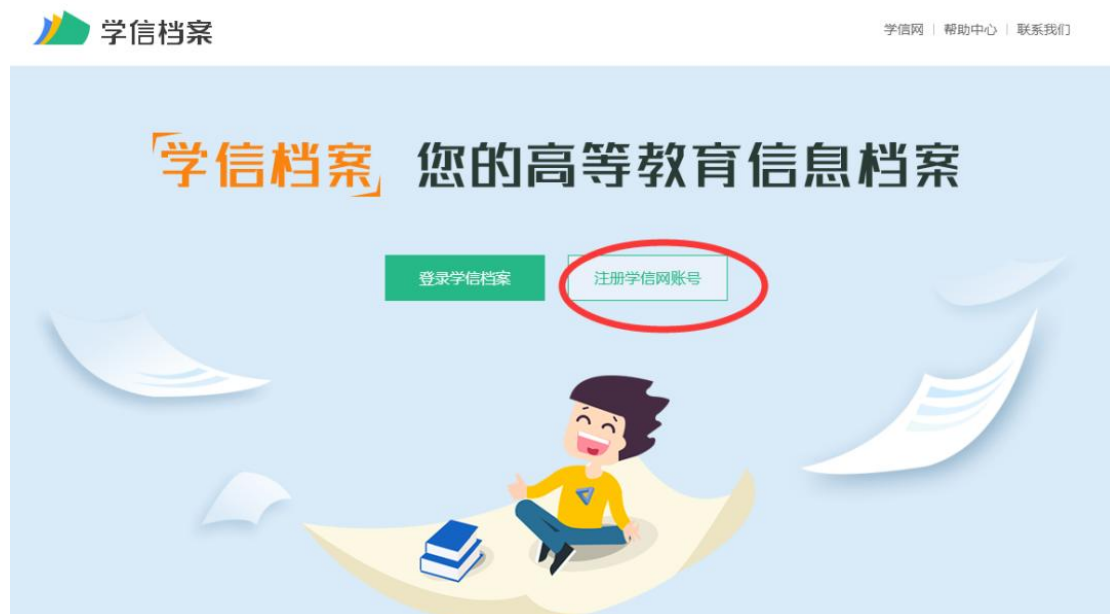 学信档案
学信网 | 帮助中心 | 联系我们
学信档案 您的高等教育信息档案
登录学信档案 注册学信网账号